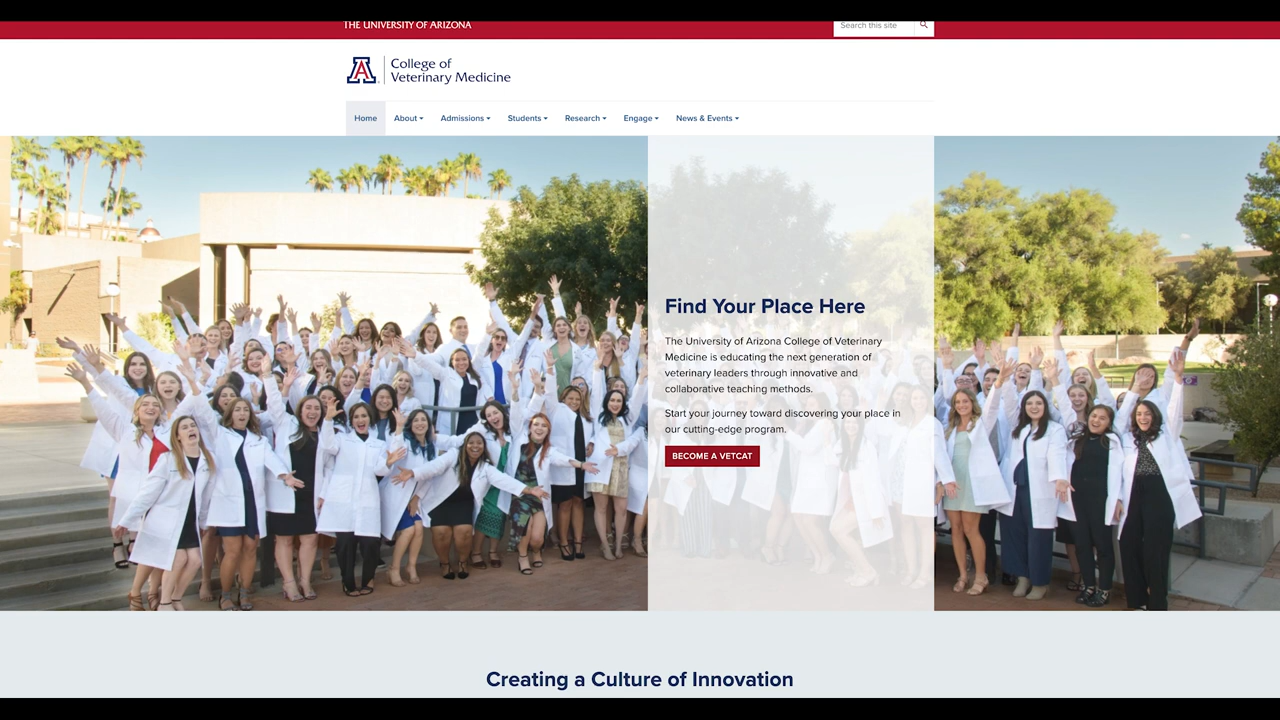 THE UNIVERSITY OF ARIZONA
Search this site
A
College of
Veterinary Medicine
Home About Admissions Students Research Engage News & Events
Find Your Place Here
The University of Arizona College of Veterinary
Medicine is educating the next generation of
veterinary leaders through innovative and
collaborative teaching methods.
Start your journey toward discovering your place in
our cutting-edge program.
BECOME A VETCAT
Creating a Culture of Innovation